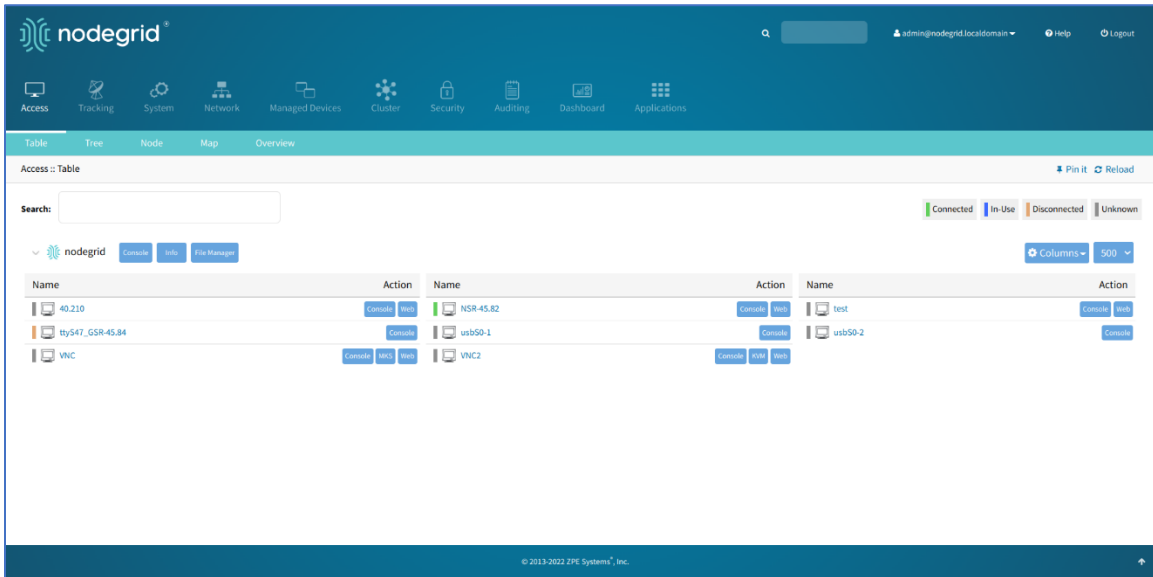 nodegrid®
admin@nodegrid.localdomain Help Logout
Access Tracking System Network Managed Devices Cluster Security Auditing Dashboard Applications
Table Tree Node Map Overview
Access :: Table Pin it Reload
Search: Connected In-Use Disconnected Unknown
nodegrid Console Info File Manager Columns 500
Name Action Name Action Name Action
40.210 Console Web NSR-45.82 Console Web test Console Web
ttyS47_GSR-45.84 Console usbS0-1 Console usbS0-2 Console
VNC Console MKS Web VNC2 Console KVM Web
© 2013-2022 ZPE Systems®, Inc.